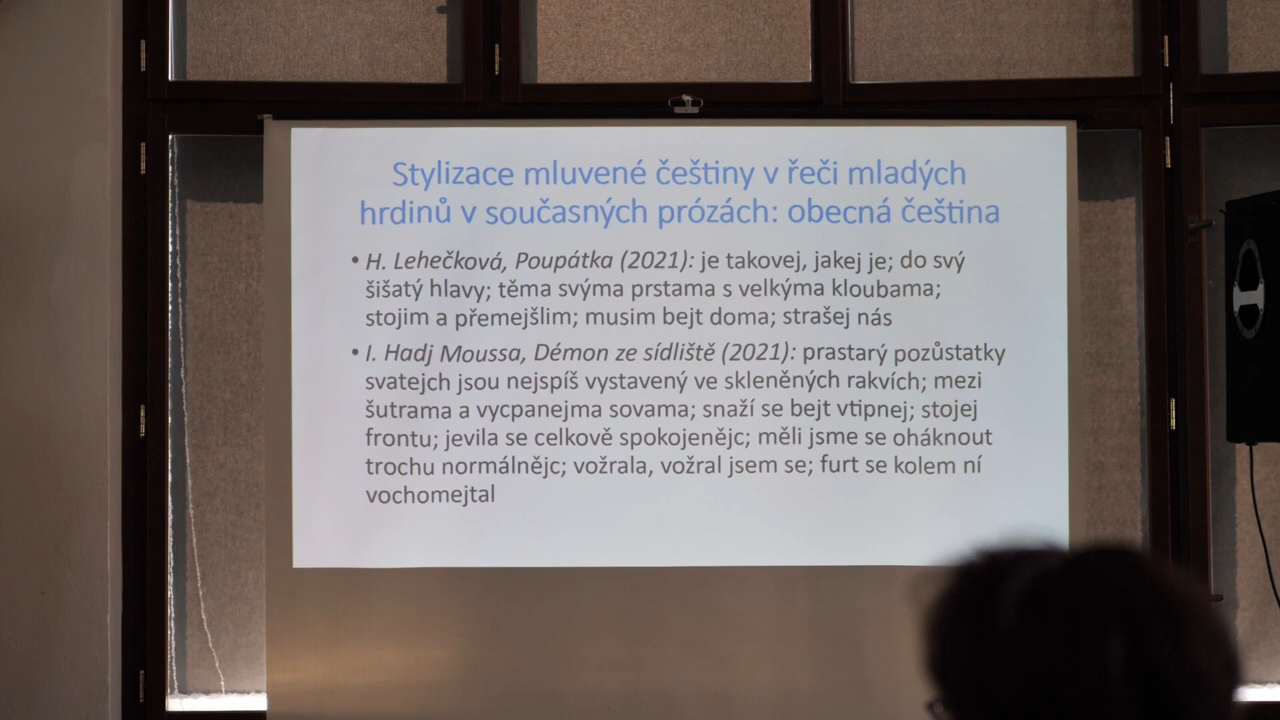 Stylizace mluvené češtiny v řeči mladých
hrdinů v současných prózách: obecná čeština
• H. Lehečková, Poupátka (2021): je takovej, jakej je; do svý
šišatý hlavy; těma svýma prstama s velkýma kloubama;
stojim a přemejšlim; musim bejt doma; strašej nás
• I. Hadj Moussa, Démon ze sídliště (2021): prastarý pozůstatky
svatejch jsou nejspíš vystavený ve skleněných rakvích; mezi
šutrama a vycpanejma sovama; snaží se bejt vtipnej; stojej
frontu; jevila se celkově spokojenějc; měli jsme se oháknout
trochu normálnějc; vožrala, vožral jsem se; furt se kolem ní
vochomejtal